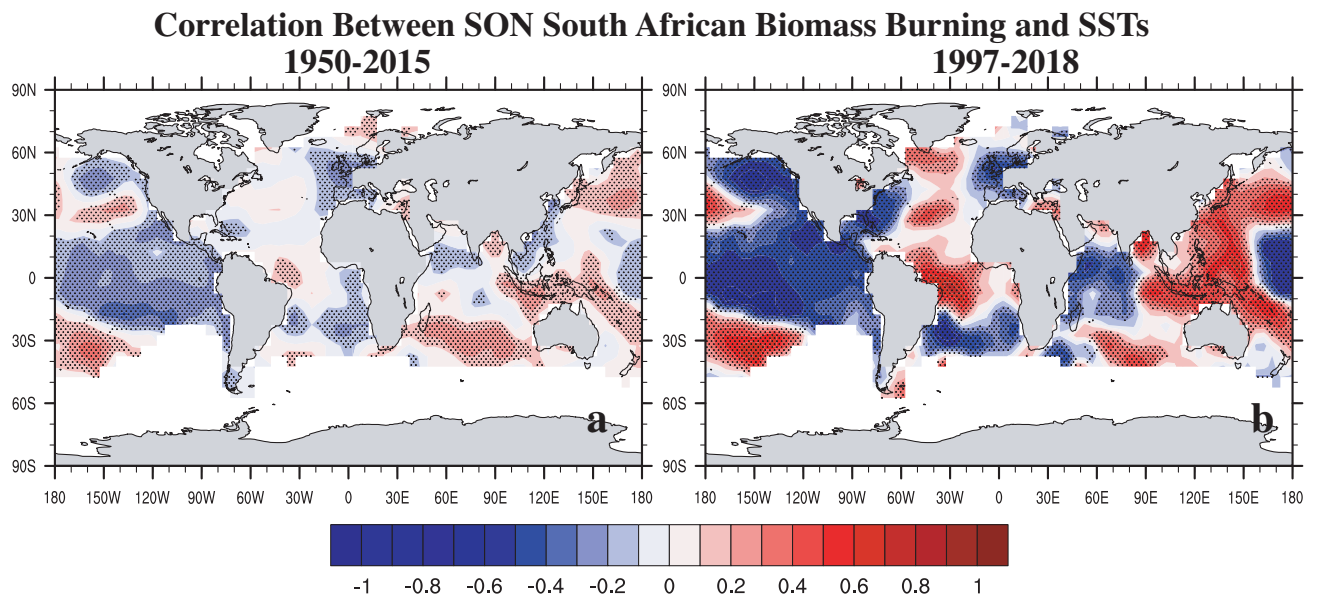 Correlation Between SON South African Biomass Burning and SSTs
1950-2015
1997-2018
90N
60N
30N
0
30S
60S
90S
a
180 150W 120W 90W 60W 30W 0 30E 60E 90E 120E 150E 180
90N
60N
30N
0
30S
60S
90S
b
180 150W 120W 90W 60W 30W 0 30E 60E 90E 120E 150E 180
-1 -0.8 -0.6 -0.4 -0.2 0 0.2 0.4 0.6 0.8 1